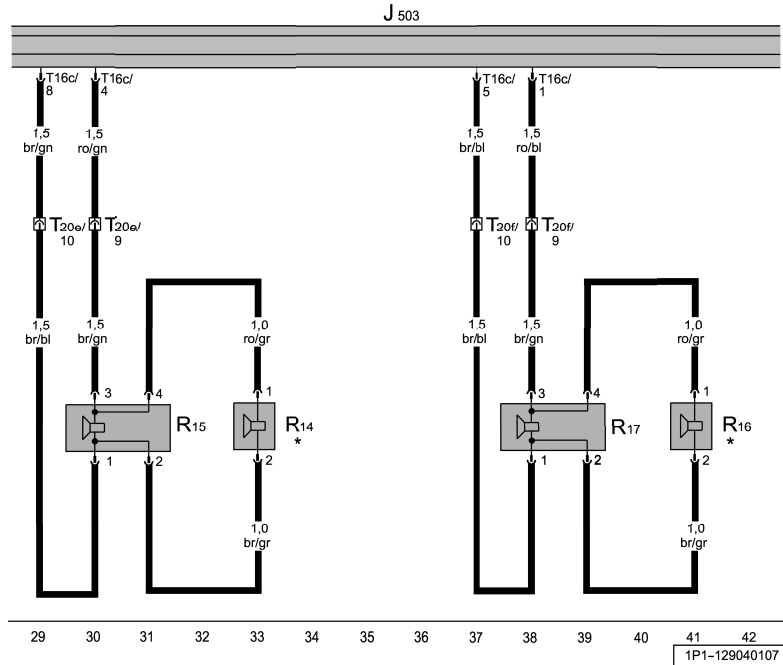 J 503
T16c/ T16c/ T16c/ T16c/
8 4 5 1
1,5 1,5 1,5 1,5
br/gn ro/gn br/bl ro/bl
T20e/ T20e/ T20f/ T20f/
10 9 10 9
1,5 1,5 1,0 1,5 1,5 1,0
br/bl br/gn ro/gr br/bl br/gn ro/gr
3 4 1 3 4 1
R15 R14 R17 R16
* *
1 2 2 1 2 2
1,0 1,0
br/gr br/gr
29 30 31 32 33 34 35 36 37 38 39 40 41 42
1P1-129040107